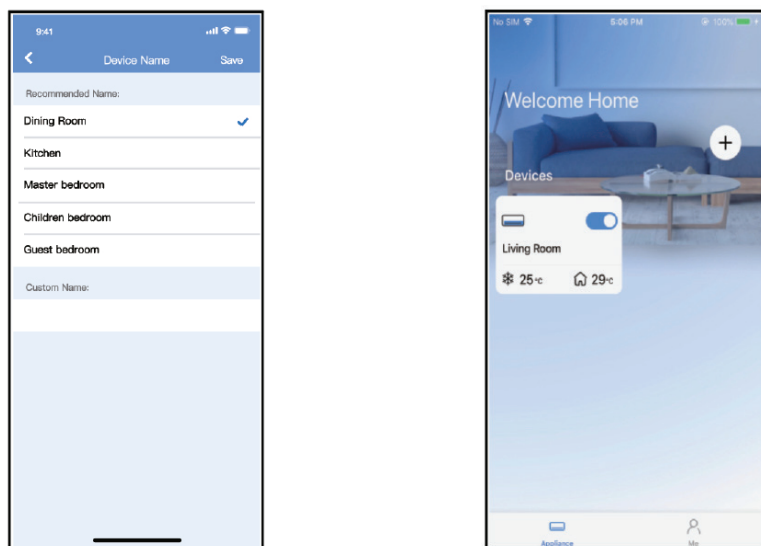 9:41
Device Name
Save
Recommended Name:
Dining Room
Kitchen
Master bedroom
Children bedroom
Guest bedroom
Custom Name:
No SIM
5:06 PM
100%
Welcome Home
+
Devices
Living Room
25°c
29°c
Appliance
Me